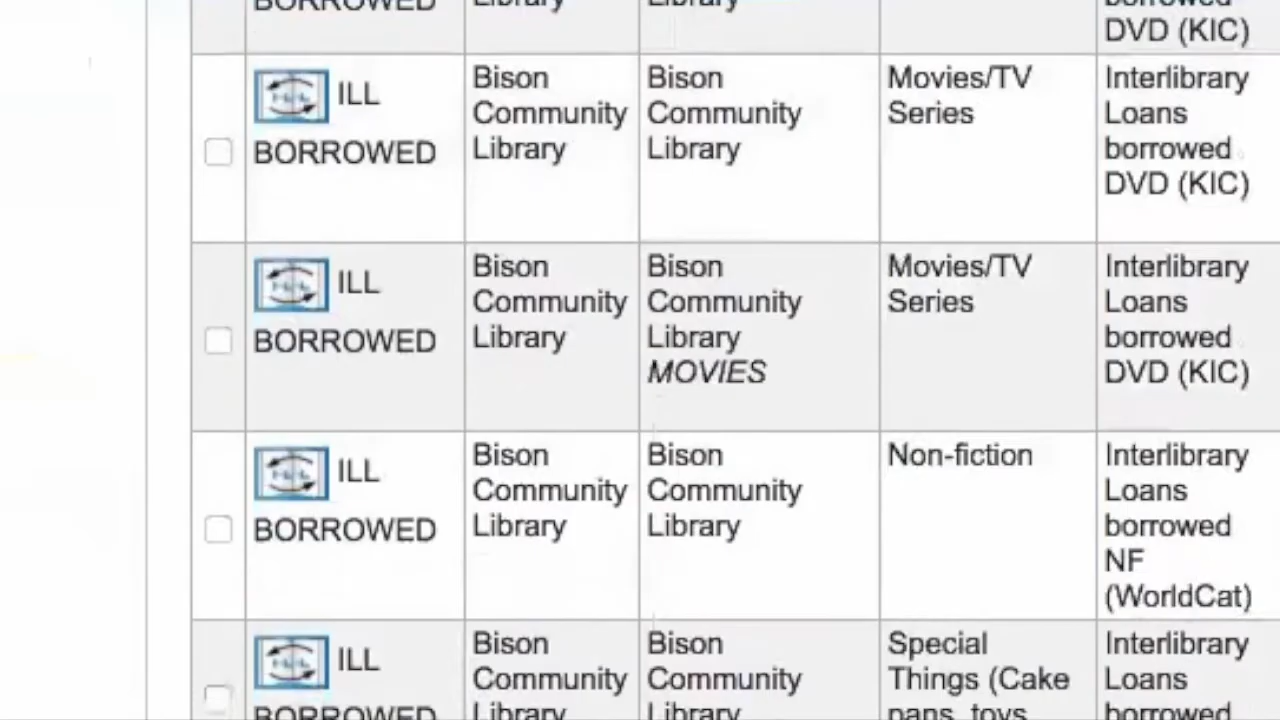 BORROWED
Library
Library
borrowed
DVD (KIC)
ILL
BORROWED
Bison
Community
Library
Bison
Community
Library
Movies/TV
Series
Interlibrary
Loans
borrowed
DVD (KIC)
ILL
BORROWED
Bison
Community
Library
Bison
Community
Library
MOVIES
Movies/TV
Series
Interlibrary
Loans
borrowed
DVD (KIC)
ILL
BORROWED
Bison
Community
Library
Bison
Community
Library
Non-fiction
Interlibrary
Loans
borrowed
NF
(WorldCat)
ILL
BORROWED
Bison
Community
Library
Bison
Community
Library
Special
Things (Cake
pans, toys
Interlibrary
Loans
borrowed